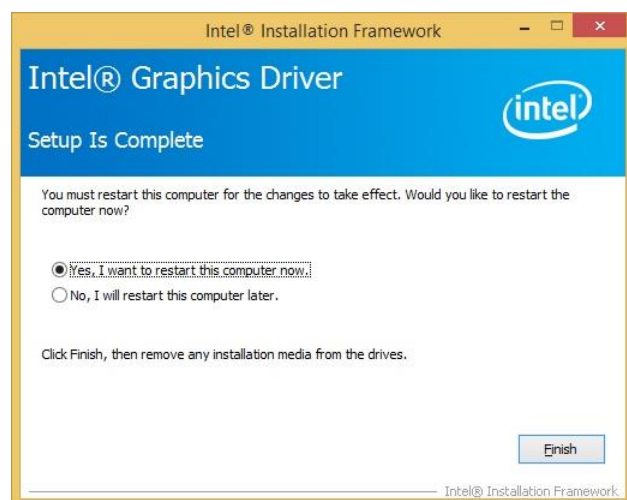 Intel® Installation Framework
Intel® Graphics Driver
intel
Setup Is Complete
You must restart this computer for the changes to take effect. Would you like to restart the
computer now?
Yes, I want to restart this computer now.
No, I will restart this computer later.
Click Finish, then remove any installation media from the drives.
Finish
Intel® Installation Framework